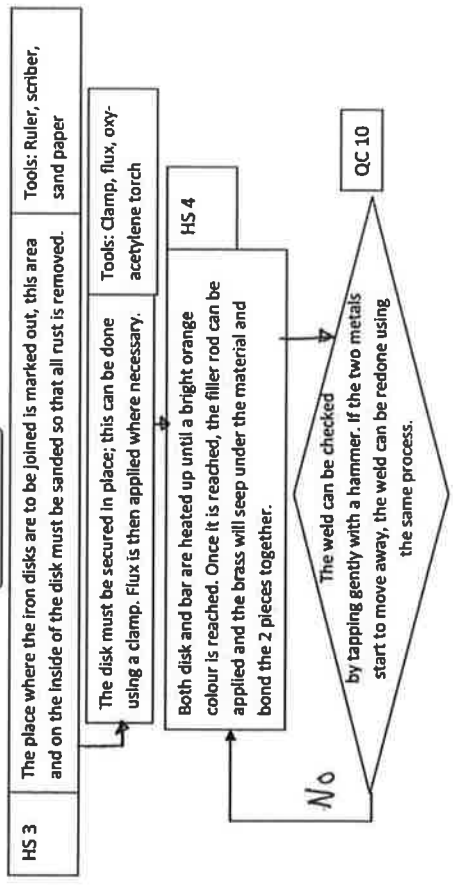 HS 3
The place where the iron disks are to be joined is marked out, this area
and on the inside of the disk must be sanded so that all rust is removed.
Tools: Ruler, scriber,
sand paper
The disk must be secured in place; this can be done
using a clamp. Flux is then applied where necessary.
Tools: Clamp, flux, oxy-
acetylene torch
Both disk and bar are heated up until a bright orange
colour is reached. Once it is reached, the filler rod can be
applied and the brass will seep under the material and
bond the 2 pieces together.
HS 4
The weld can be checked
by tapping gently with a hammer. If the two metals
start to move away, the weld can be redone using
the same process.
QC 10
No